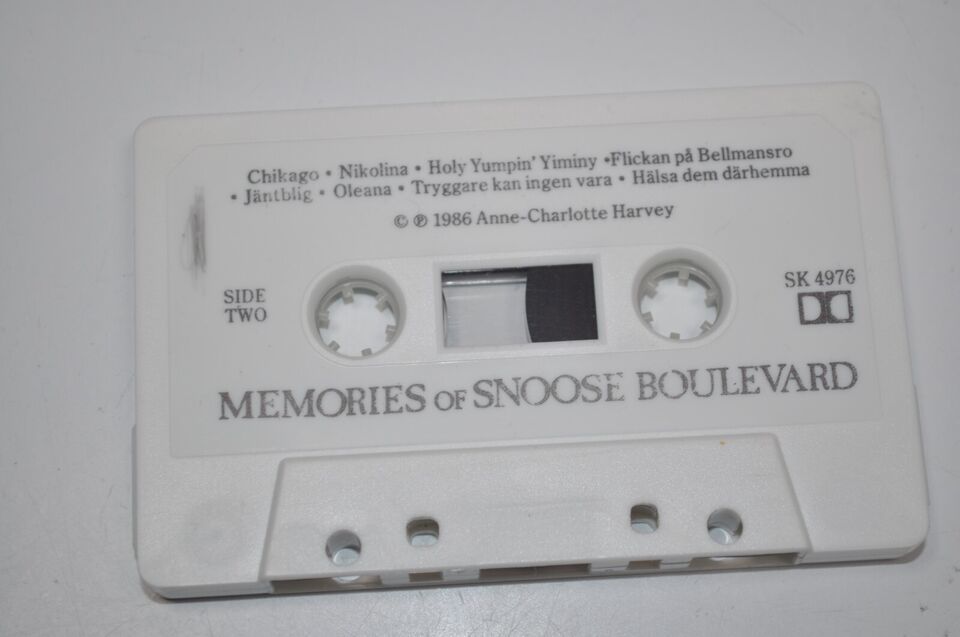 Chikago • Nikolina • Holy Yumpin' Yiminy •Flickan på Bellmansro
• Jäntblig • Oleana • Tryggare kan ingen vara • Hälsa dem därhemma
© ℗ 1986 Anne-Charlotte Harvey
SIDE
TWO
SK 4976
MEMORIES OF SNOOSE BOULEVARD